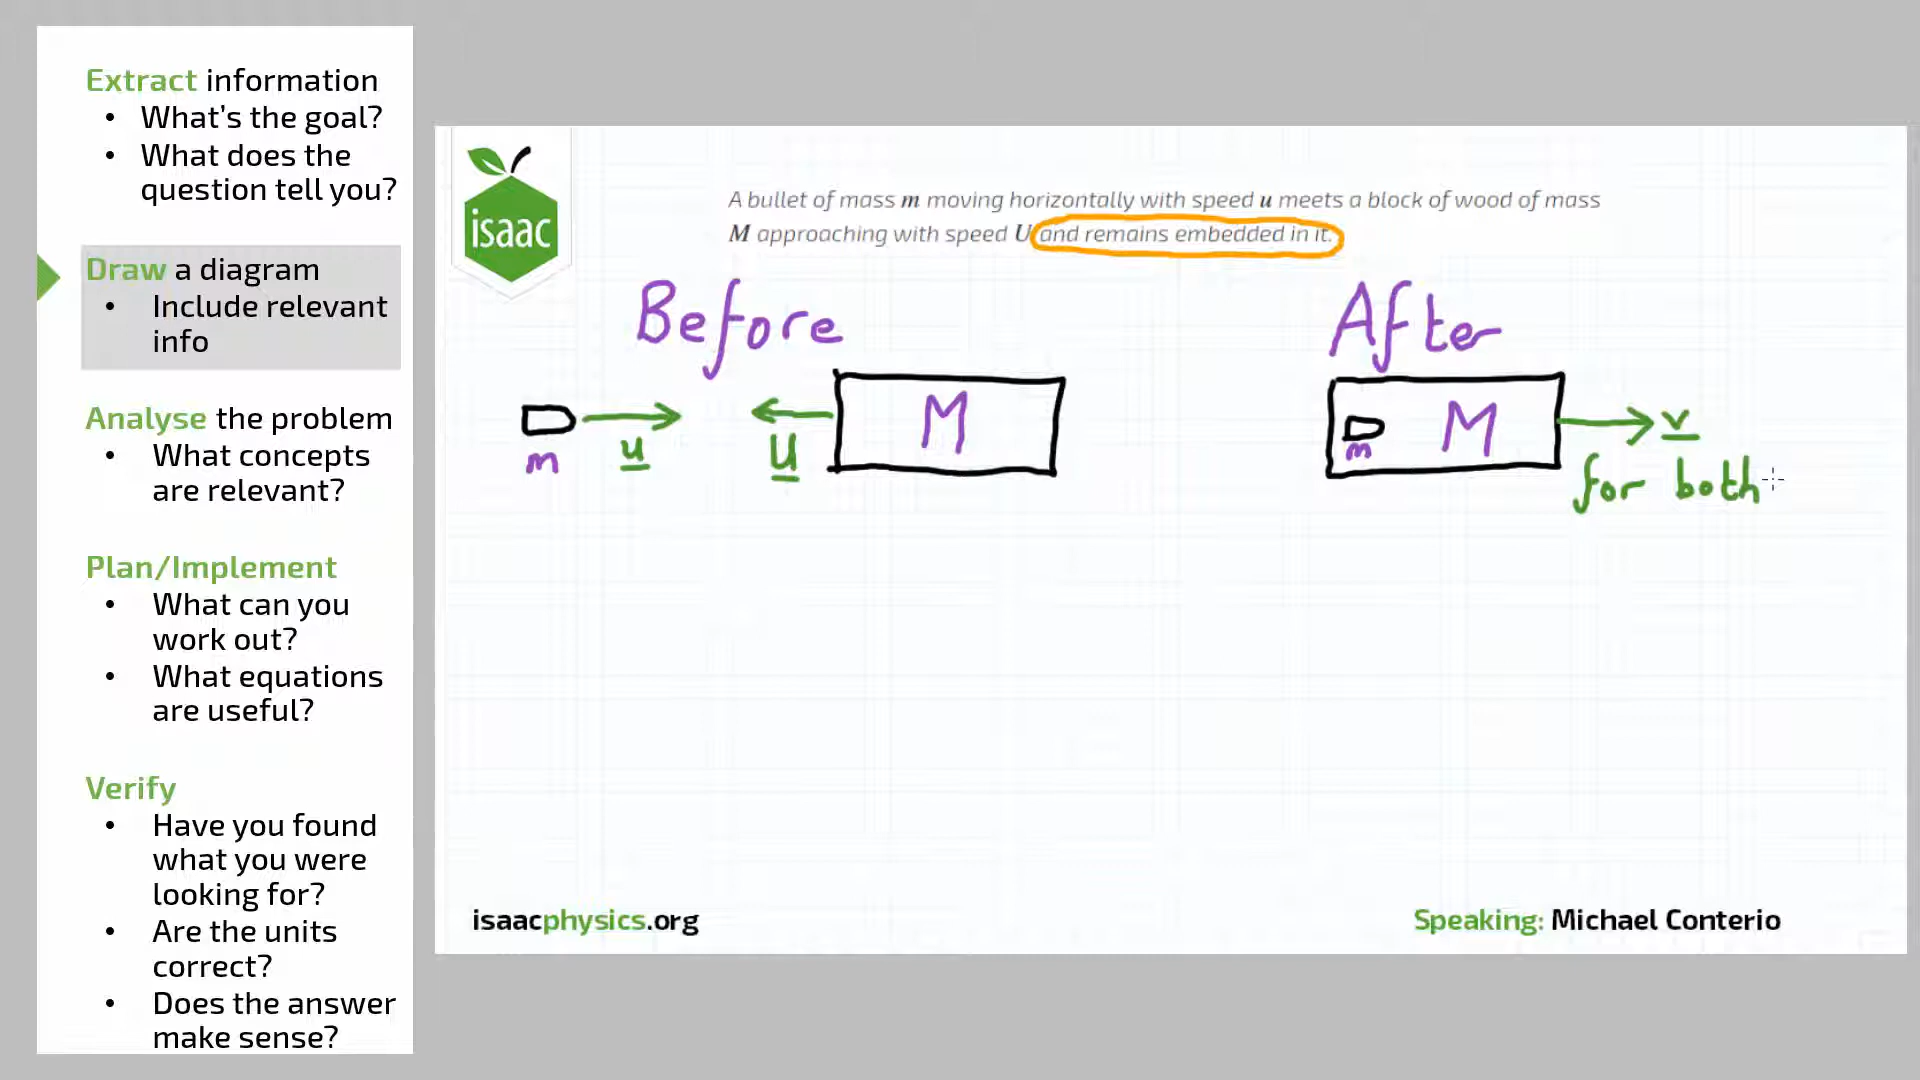 Extract information
• What's the goal?
• What does the
question tell you?
Draw a diagram
• Include relevant
info
Analyse the problem
• What concepts
are relevant?
Plan/Implement
• What can you
work out?
• What equations
are useful?
Verify
• Have you found
what you were
looking for?
• Are the units
correct?
• Does the answer
make sense?
isaac
A bullet of mass m moving horizontally with speed u meets a block of wood of mass
M approaching with speed U and remains embedded in it.
Before
m u U M
After
m M v
for both
isaacphysics.org
Speaking: Michael Conterio